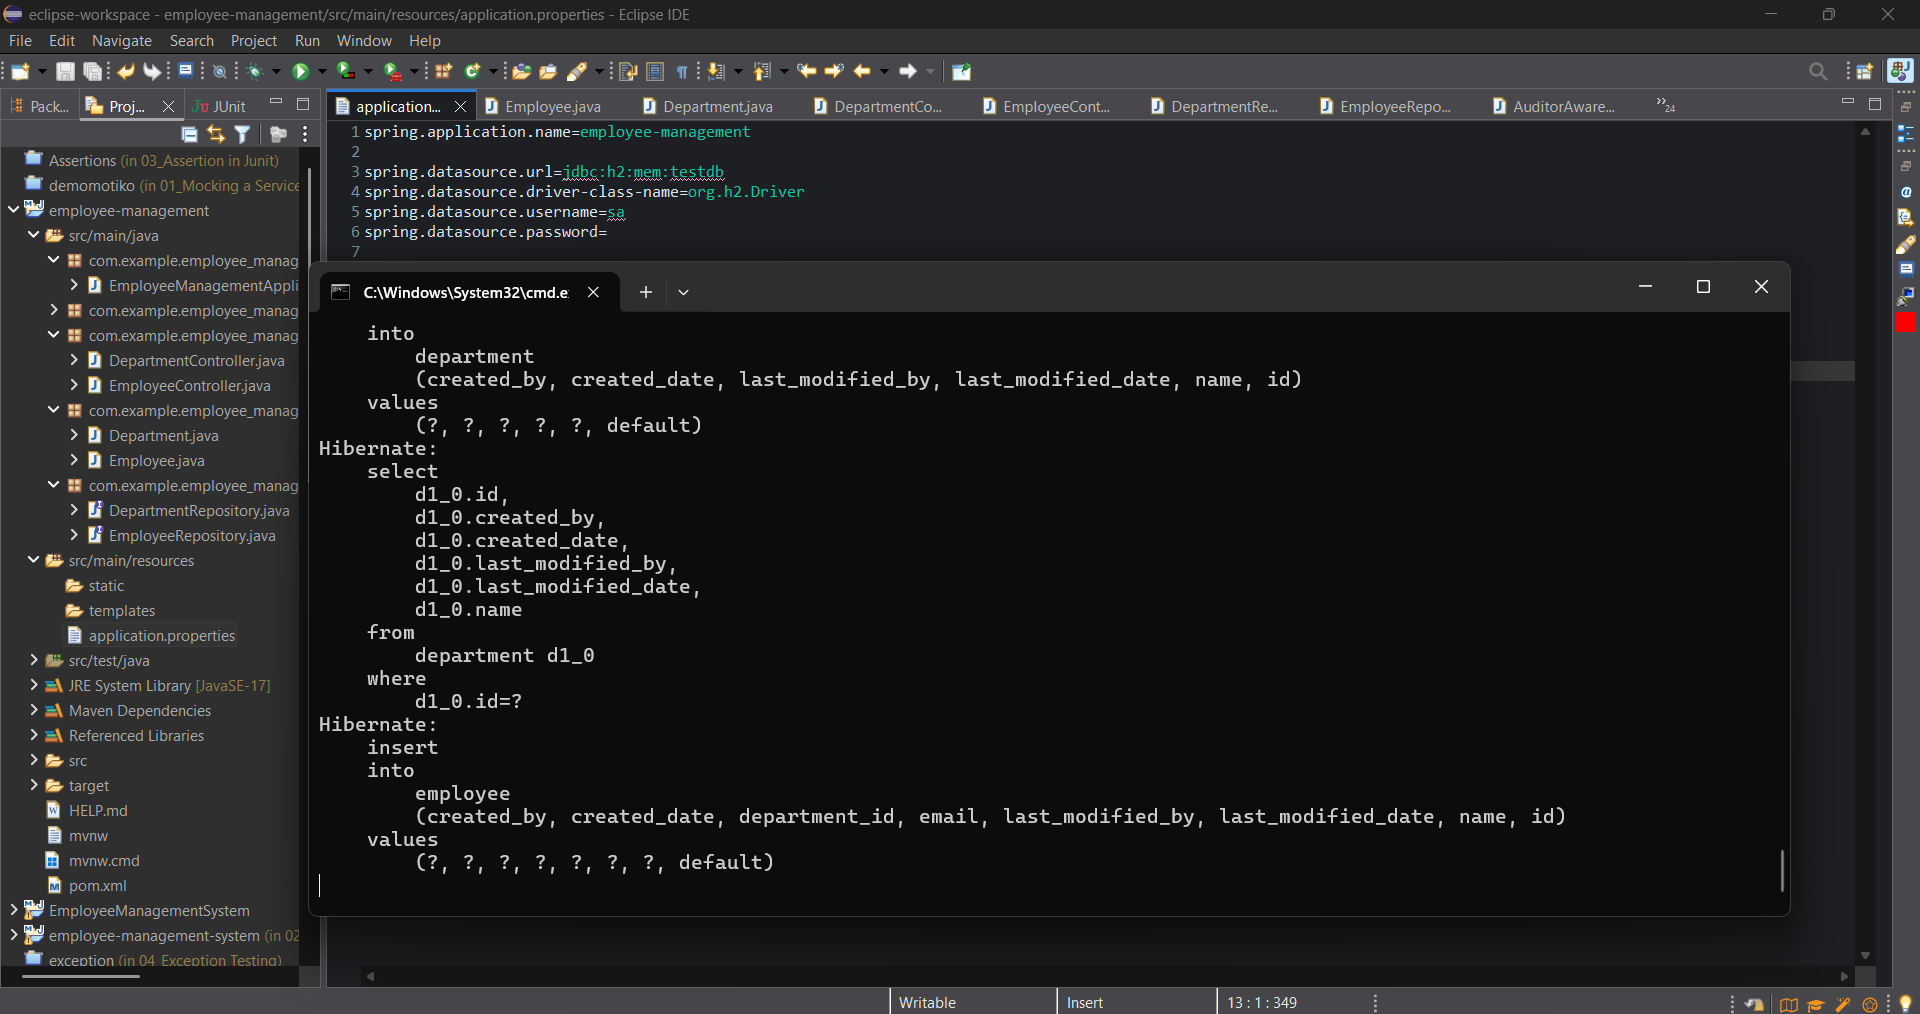 eclipse-workspace - employee-management/src/main/resources/application.properties - Eclipse IDE
File Edit Navigate Search Project Run Window Help
Pack... Proj... JUnit
application... Employee.java Department.java DepartmentCo... EmployeeCont... DepartmentRe... EmployeeRepo... AuditorAware... »24
Assertions (in 03_Assertion in Junit)
demomotiko (in 01_Mocking a Service
employee-management
src/main/java
com.example.employee_manag
EmployeeManagementAppli
com.example.employee_manag
com.example.employee_manag
DepartmentController.java
EmployeeController.java
com.example.employee_manag
Department.java
Employee.java
com.example.employee_manag
DepartmentRepository.java
EmployeeRepository.java
src/main/resources
static
templates
application.properties
src/test/java
JRE System Library [JavaSE-17]
Maven Dependencies
Referenced Libraries
src
target
HELP.md
mvnw
mvnw.cmd
pom.xml
EmployeeManagementSystem
employee-management-system (in 02
exception (in 04 Exception Testing)
1 spring.application.name=employee-management
2
3 spring.datasource.url=jdbc:h2:mem:testdb
4 spring.datasource.driver-class-name=org.h2.Driver
5 spring.datasource.username=sa
6 spring.datasource.password=
7
C:\Windows\System32\cmd.e
into
department
(created_by, created_date, last_modified_by, last_modified_date, name, id)
values
(?, ?, ?, ?, ?, default)
Hibernate:
select
d1_0.id,
d1_0.created_by,
d1_0.created_date,
d1_0.last_modified_by,
d1_0.last_modified_date,
d1_0.name
from
department d1_0
where
d1_0.id=?
Hibernate:
insert
into
employee
(created_by, created_date, department_id, email, last_modified_by, last_modified_date, name, id)
values
(?, ?, ?, ?, ?, ?, ?, default)
Writable Insert 13 : 1 : 349